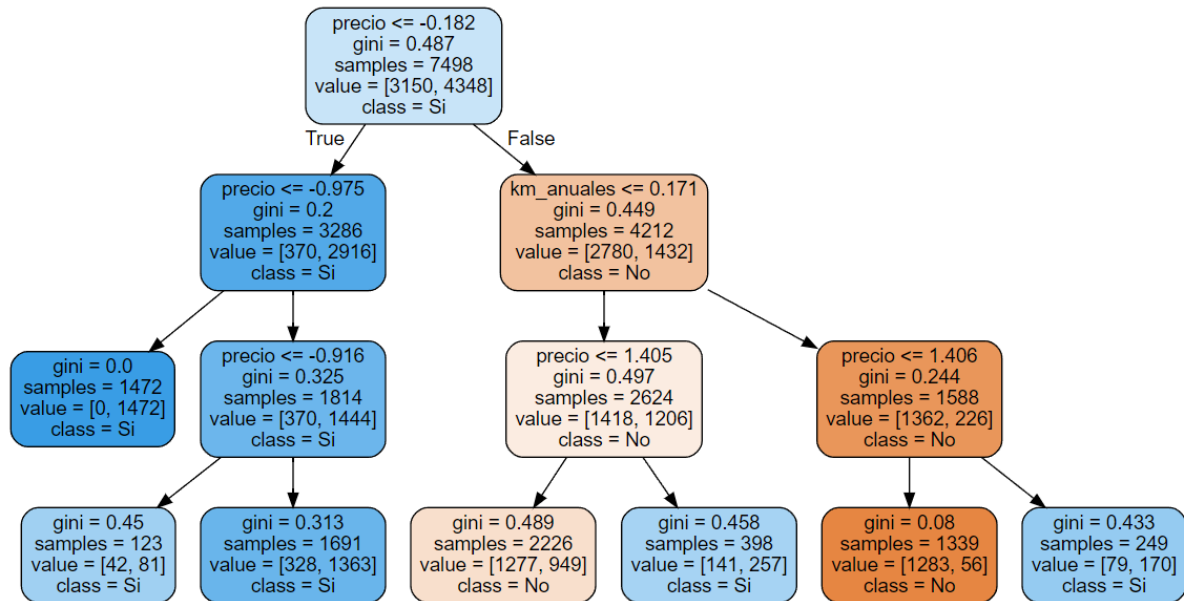 precio <= -0.182
gini = 0.487
samples = 7498
value = [3150, 4348]
class = Si
True
False
precio <= -0.975
gini = 0.2
samples = 3286
value = [370, 2916]
class = Si
km_anuales <= 0.171
gini = 0.449
samples = 4212
value = [2780, 1432]
class = No
gini = 0.0
samples = 1472
value = [0, 1472]
class = Si
precio <= -0.916
gini = 0.325
samples = 1814
value = [370, 1444]
class = Si
precio <= 1.405
gini = 0.497
samples = 2624
value = [1418, 1206]
class = No
precio <= 1.406
gini = 0.244
samples = 1588
value = [1362, 226]
class = No
gini = 0.45
samples = 123
value = [42, 81]
class = Si
gini = 0.313
samples = 1691
value = [328, 1363]
class = Si
gini = 0.489
samples = 2226
value = [1277, 949]
class = No
gini = 0.458
samples = 398
value = [141, 257]
class = Si
gini = 0.08
samples = 1339
value = [1283, 56]
class = No
gini = 0.433
samples = 249
value = [79, 170]
class = Si